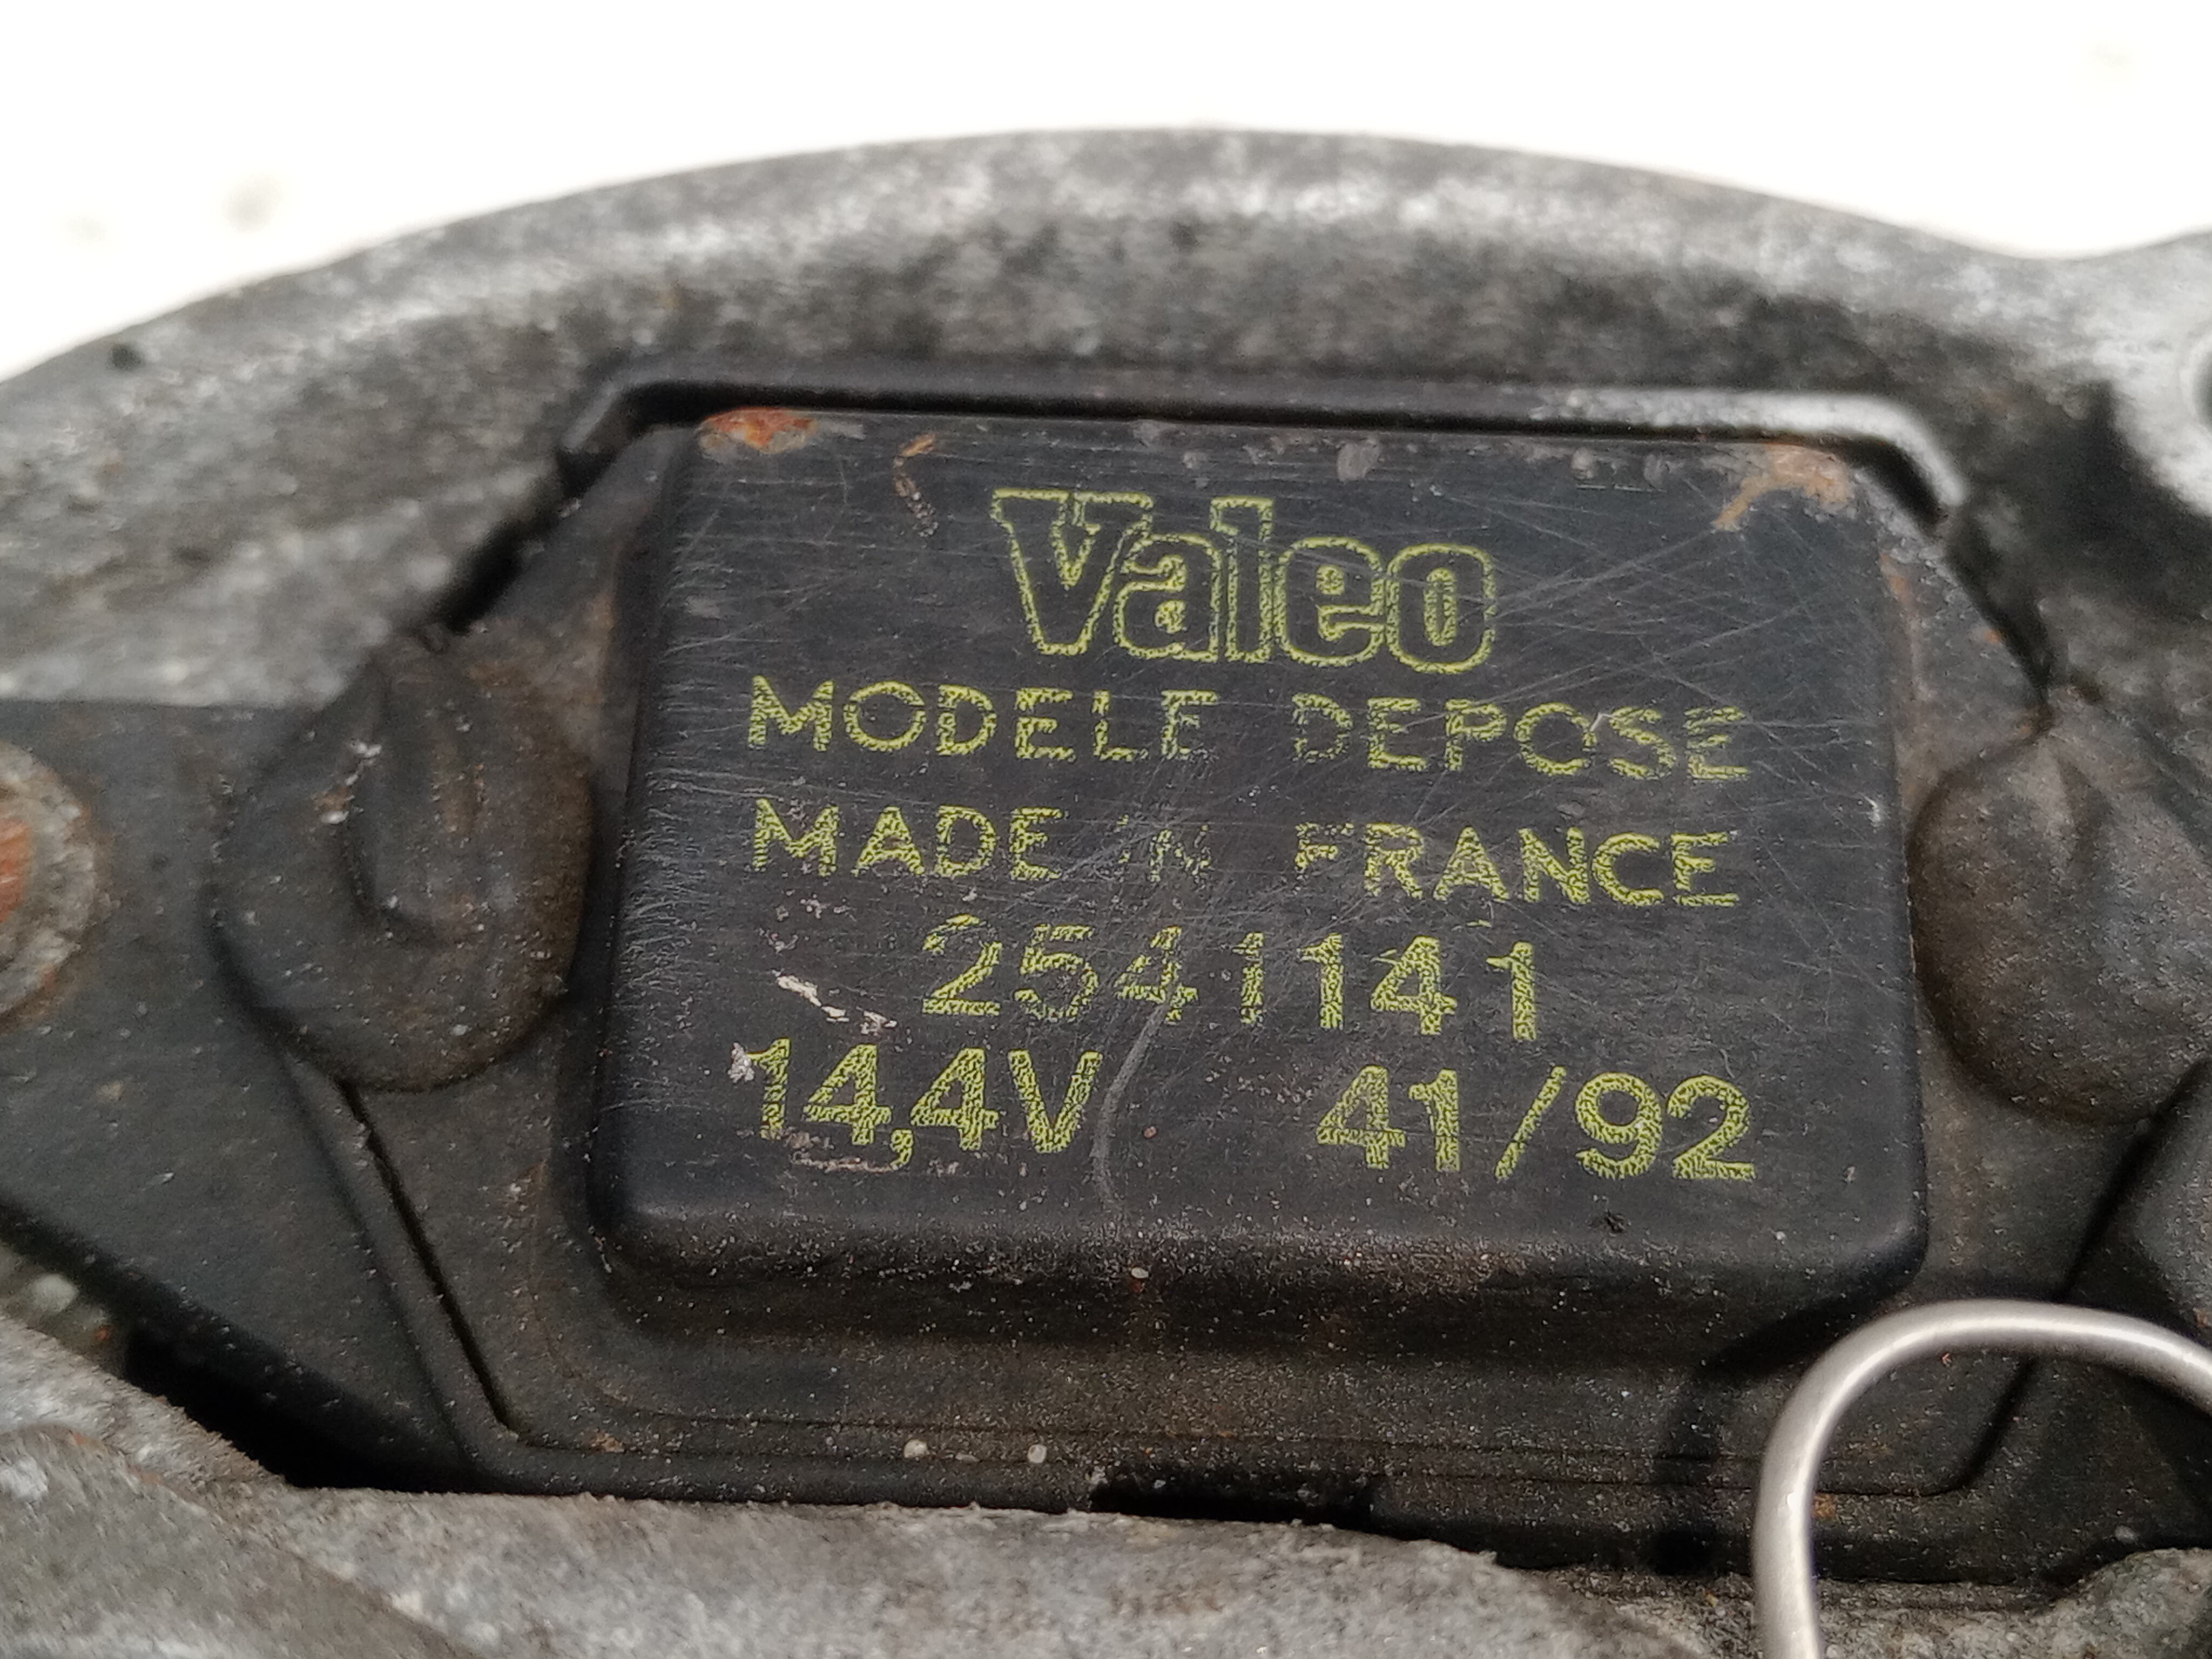 Valeo
MODELE DEPOSE
MADE IN FRANCE
2541141
14,4V 41/92